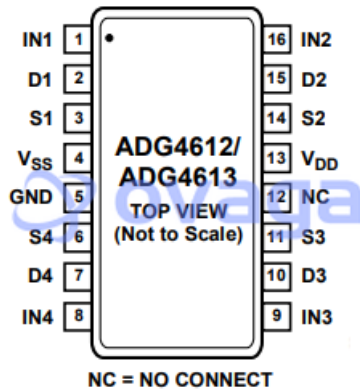 IN1 1 16 IN2
D1 2 15 D2
S1 3 14 S2
VSS 4 13 VDD
GND 5 12 NC
S4 6 11 S3
D4 7 10 D3
IN4 8 9 IN3
ADG4612/
ADG4613
TOP VIEW
(Not to Scale)
ovaga
NC = NO CONNECT